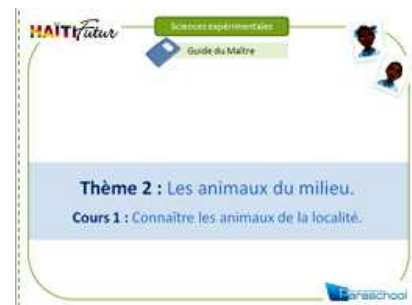 HAÏTI Futur
Sciences expérimentales
Guide du Maître
Thème 2 : Les animaux du milieu.
Cours 1 : Connaître les animaux de la localité.
Paraschool